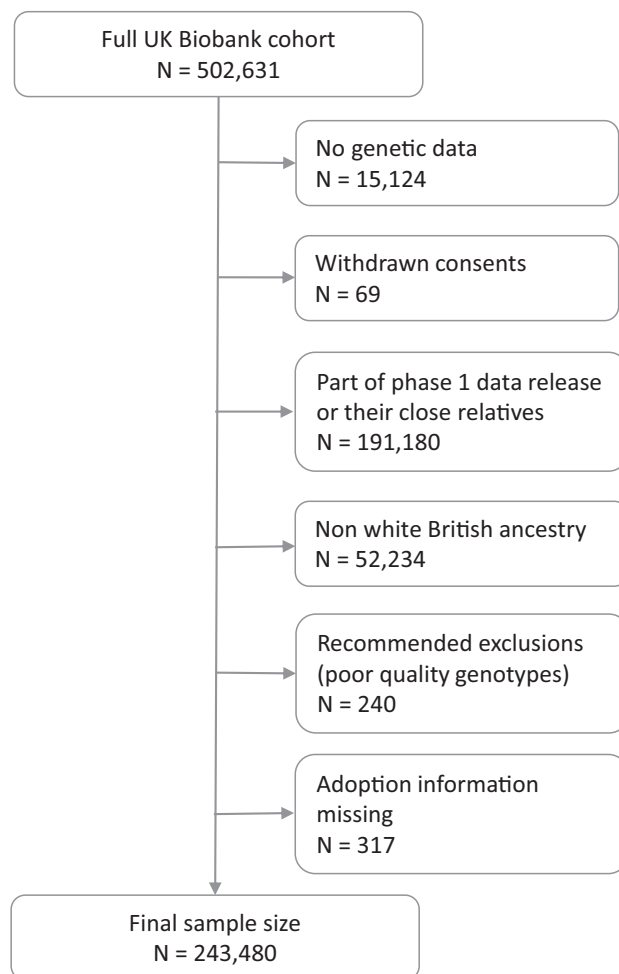 Full UK Biobank cohort
N = 502,631
No genetic data
N = 15,124
Withdrawn consents
N = 69
Part of phase 1 data release
or their close relatives
N = 191,180
Non white British ancestry
N = 52,234
Recommended exclusions
(poor quality genotypes)
N = 240
Adoption information
missing
N = 317
Final sample size
N = 243,480